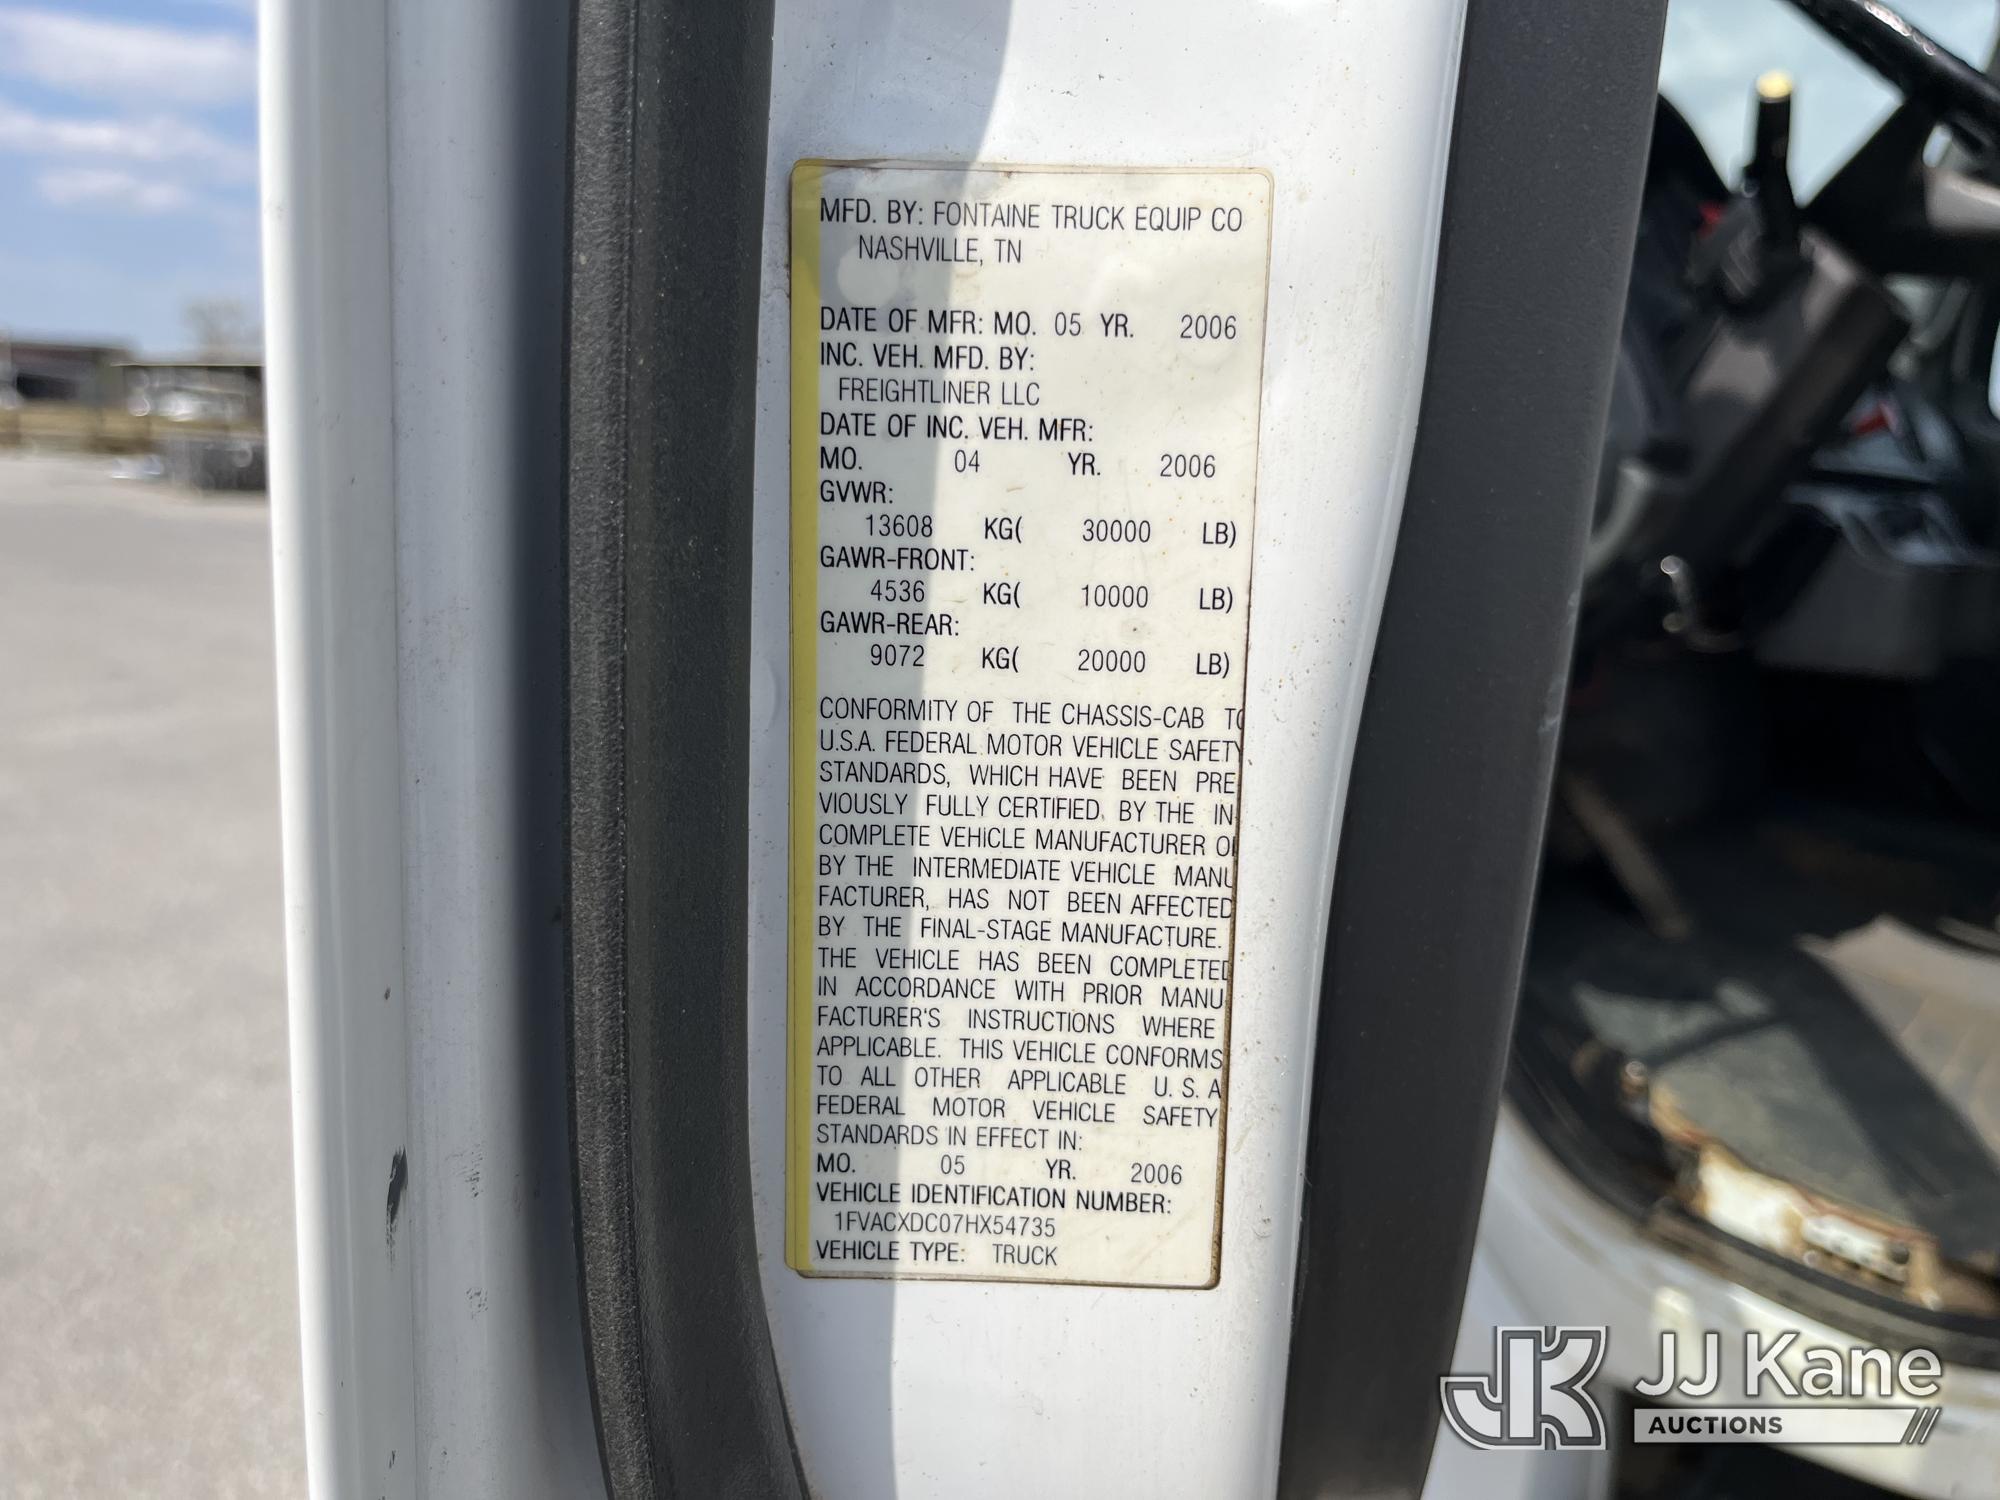 MFD. BY: FONTAINE TRUCK EQUIP CO
NASHVILLE, TN
DATE OF MFR: MO. 05 YR. 2006
INC. VEH. MFD. BY:
FREIGHTLINER LLC
DATE OF INC. VEH. MFR:
MO. 04 YR. 2006
GVWR:
13608 KG( 30000 LB)
GAWR-FRONT:
4536 KG( 10000 LB)
GAWR-REAR:
9072 KG( 20000 LB)
CONFORMITY OF THE CHASSIS-CAB TO
U.S.A. FEDERAL MOTOR VEHICLE SAFETY
STANDARDS, WHICH HAVE BEEN PRE
VIOUSLY FULLY CERTIFIED, BY THE IN-
COMPLETE VEHICLE MANUFACTURER OR
BY THE INTERMEDIATE VEHICLE MANU
FACTURER, HAS NOT BEEN AFFECTED
BY THE FINAL-STAGE MANUFACTURE.
THE VEHICLE HAS BEEN COMPLETED
IN ACCORDANCE WITH PRIOR MANU-
FACTURER'S INSTRUCTIONS WHERE
APPLICABLE. THIS VEHICLE CONFORMS
TO ALL OTHER APPLICABLE U. S. A
FEDERAL MOTOR VEHICLE SAFETY
STANDARDS IN EFFECT IN:
MO. 05 YR. 2006
VEHICLE IDENTIFICATION NUMBER:
1FVACXDC07HX54735
VEHICLE TYPE: TRUCK
JK JJ Kane
AUCTIONS